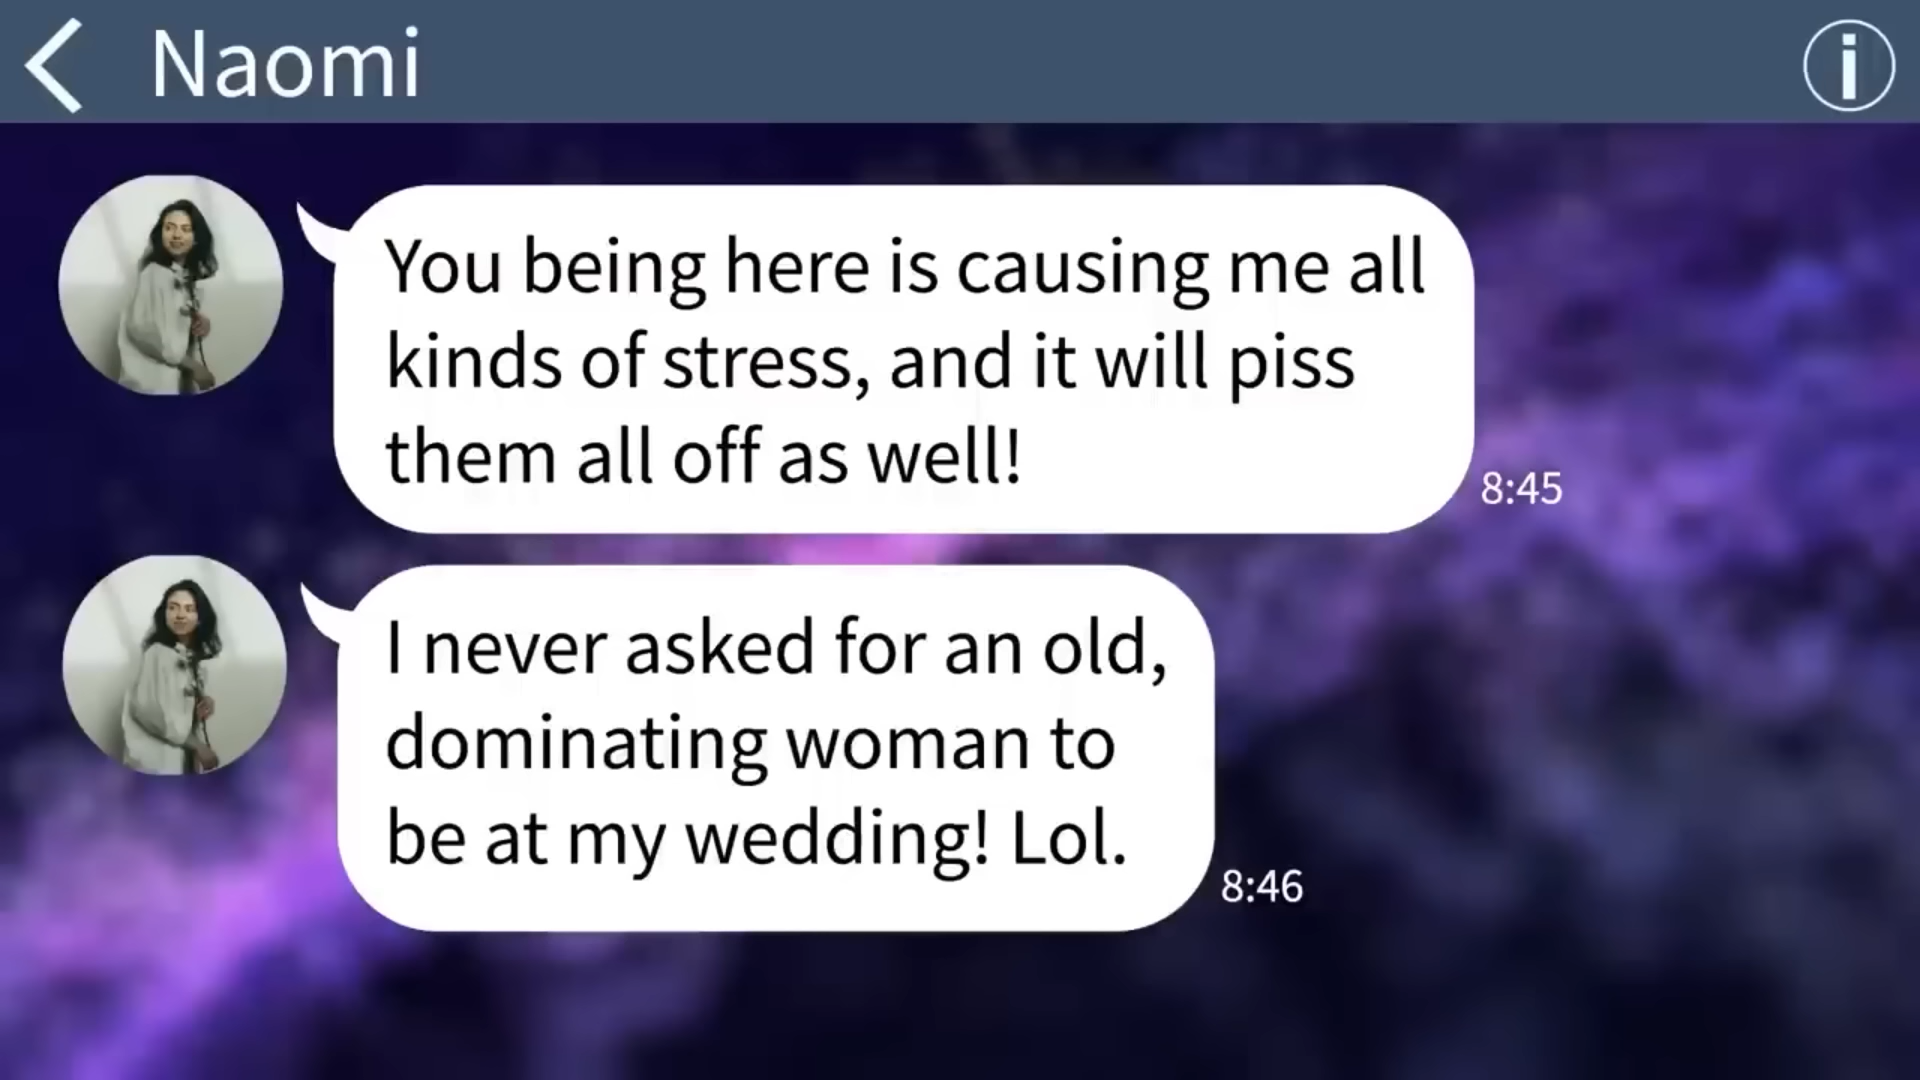 Naomi
You being here is causing me all
kinds of stress, and it will piss
them all off as well!
8:45
I never asked for an old,
dominating woman to
be at my wedding! Lol.
8:46